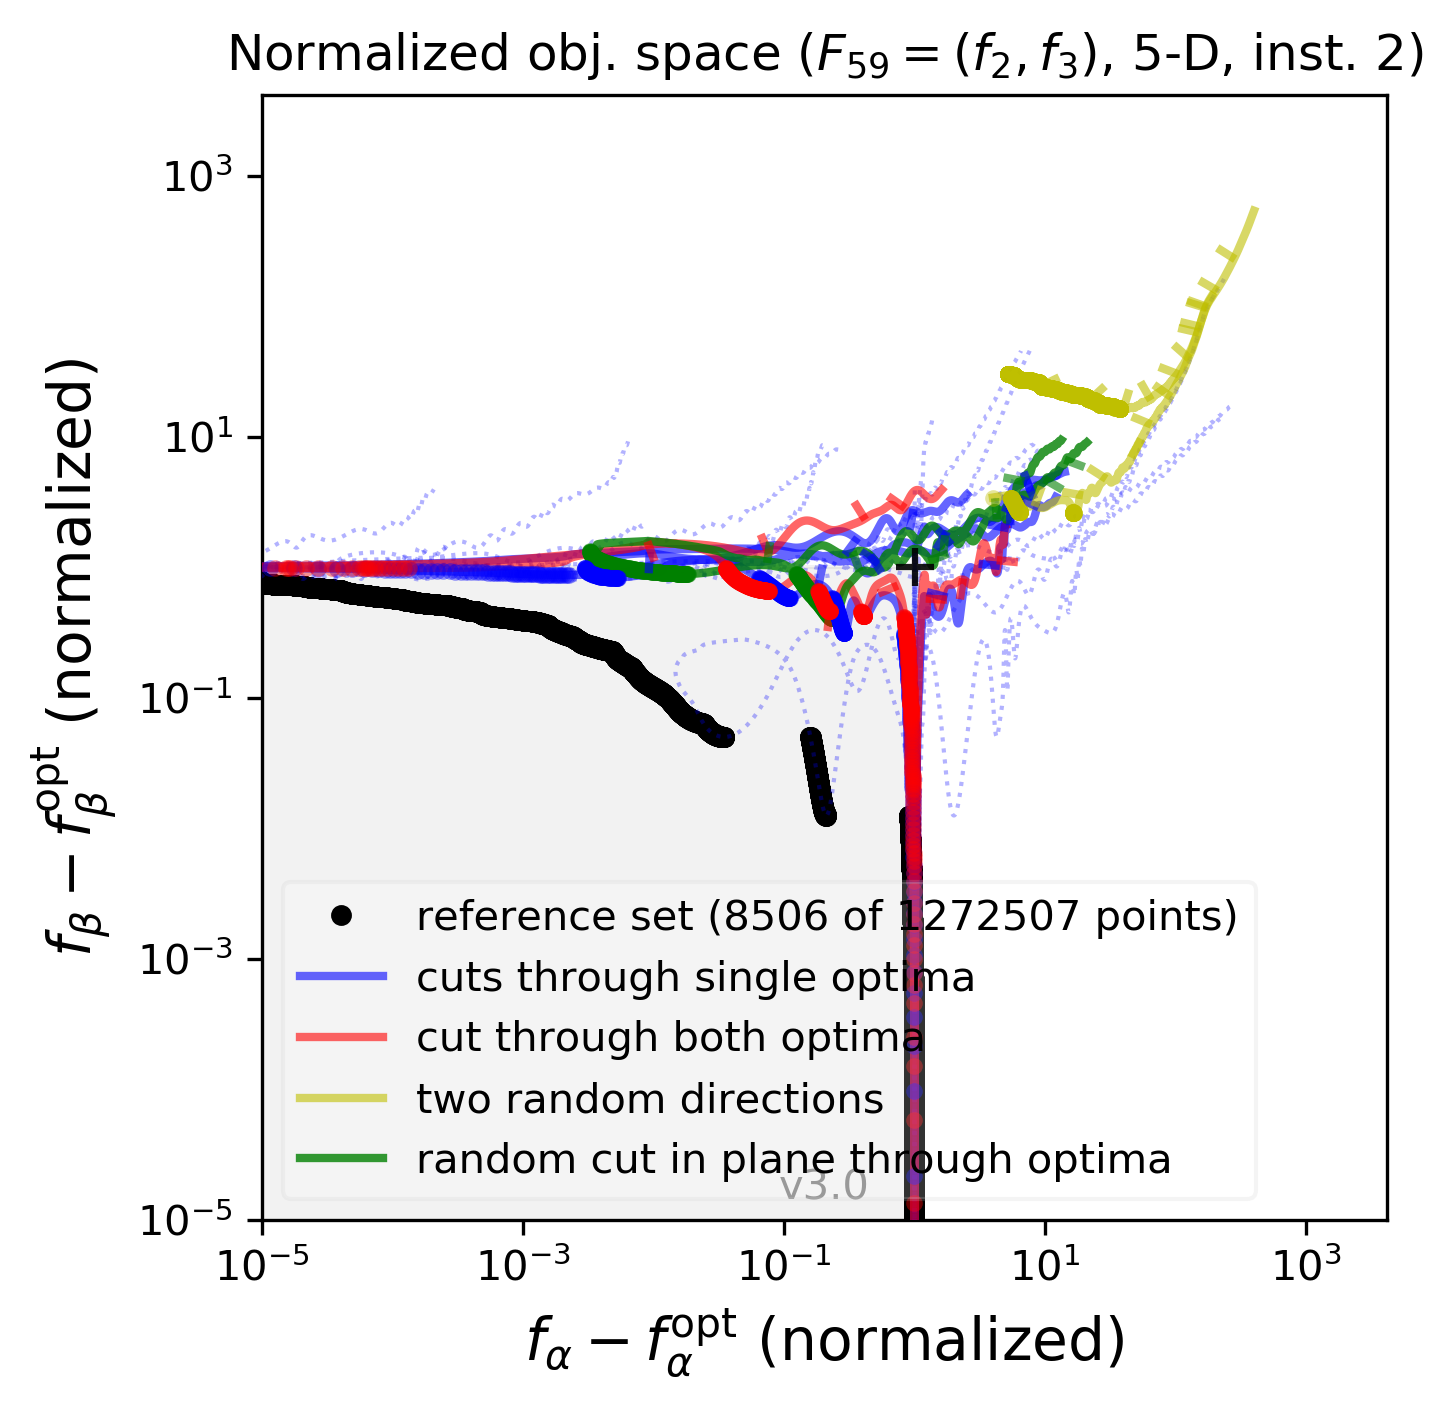 Normalized obj. space (F₅₉ = (f₂, f₃), 5-D, inst. 2)
10³
10¹
10⁻¹
10⁻³
10⁻⁵
f_β − f_β^opt (normalized)
reference set (8506 of 1272507 points)
cuts through single optima
cut through both optima
two random directions
random cut in plane through optima
v3.0
10⁻⁵ 10⁻³ 10⁻¹ 10¹ 10³
f_α − f_α^opt (normalized)